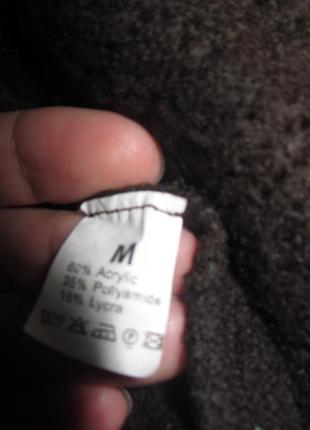 M
60% Acrylic
25% Polyamide
15% Lycra